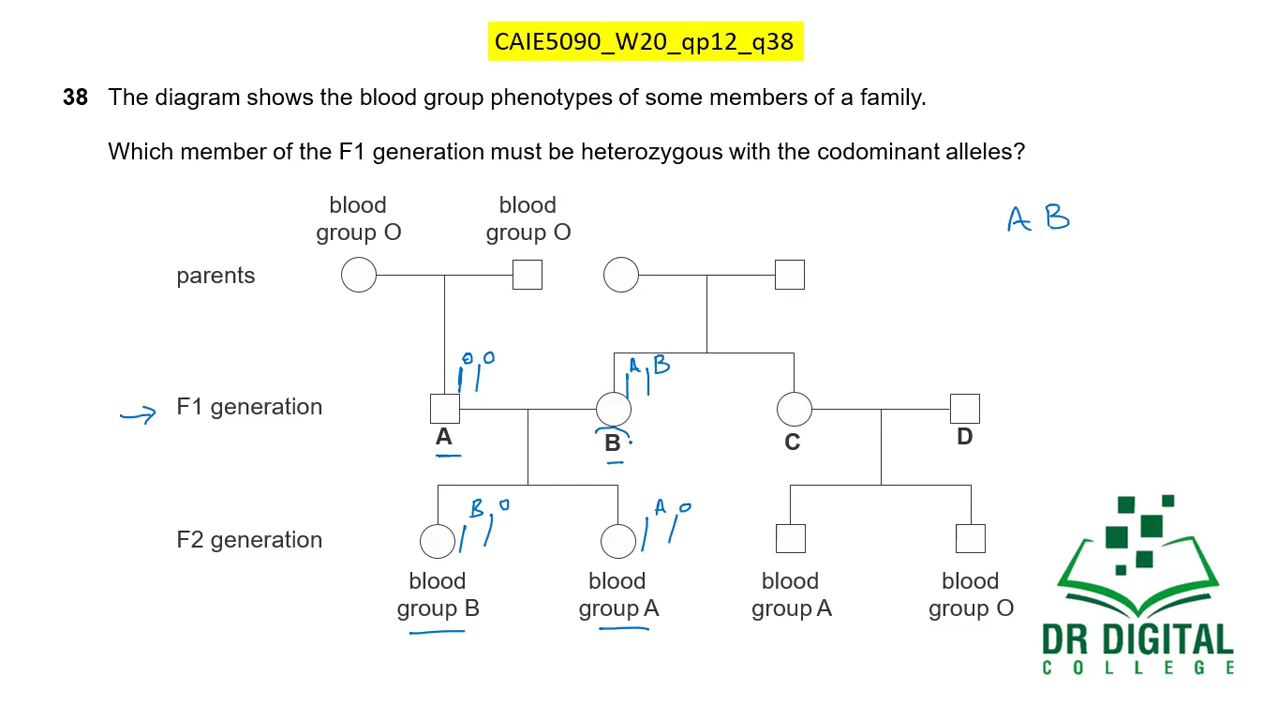 CAIE5090_W20_qp12_q38
38 The diagram shows the blood group phenotypes of some members of a family.
Which member of the F1 generation must be heterozygous with the codominant alleles?
blood
group O
blood
group O
A B
parents
I^O I^O
I^A I^B
→ F1 generation
A
B
C
D
I^B I^O
I^A I^O
F2 generation
blood
group B
blood
group A
blood
group A
blood
group O
DR DIGITAL
COLLEGE